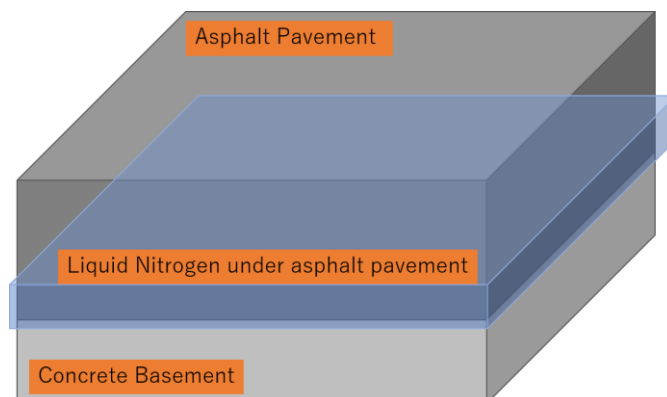 Asphalt Pavement
Liquid Nitrogen under asphalt pavement
Concrete Basement